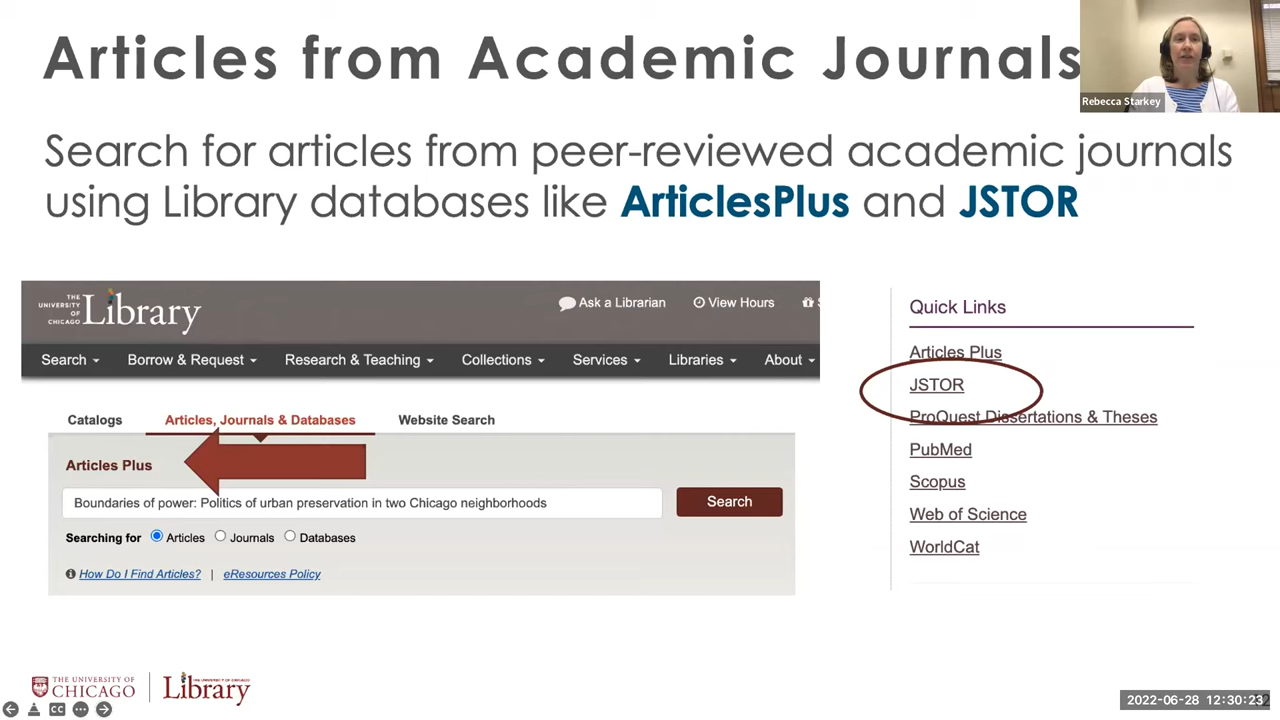 Articles from Academic Journals
Rebecca Starkey
Search for articles from peer-reviewed academic journals
using Library databases like ArticlesPlus and JSTOR
THE UNIVERSITY OF CHICAGO Library
Ask a Librarian View Hours
Search Borrow & Request Research & Teaching Collections Services Libraries About
Catalogs Articles, Journals & Databases Website Search
Articles Plus
Boundaries of power: Politics of urban preservation in two Chicago neighborhoods Search
Searching for Articles Journals Databases
How Do I Find Articles? | eResources Policy
Quick Links
Articles Plus
JSTOR
ProQuest Dissertations & Theses
PubMed
Scopus
Web of Science
WorldCat
THE UNIVERSITY OF CHICAGO | THE UNIVERSITY OF CHICAGO Library
CC
2022-06-28 12:30:23